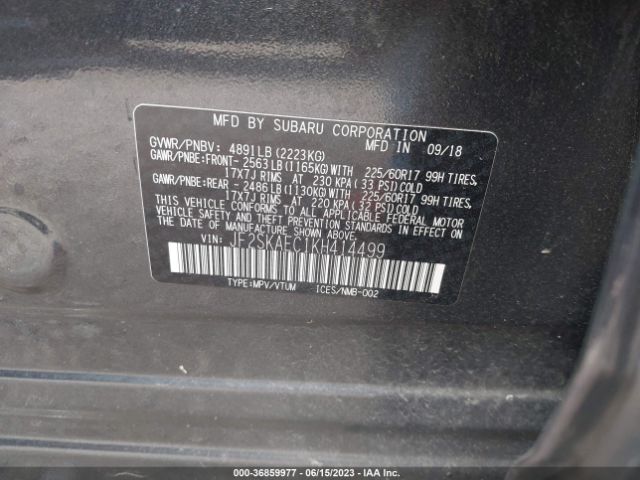 MFD BY SUBARU CORPORATION
GVWR/PNBV: 4891LB(2223KG) MFD IN 09/18
GAWR/PNBE:FRONT- 2563LB(1165KG)WITH 225/60R17 99H TIRES,
17X7J RIMS AT 230 KPA(33 PSI)COLD
GAWR/PNBE:REAR - 2486LB(1130KG)WITH 225/60R17 99H TIRES,
17X7J RIMS AT 220 KPA(32 PSI)COLD
THIS VEHICLE CONFORMS TO ALL APPLICABLE FEDERAL MOTOR
VEHICLE SAFETY AND THEFT PREVENTION STANDARDS IN EFFECT
ON THE DATE OF MANUFACTURE SHOWN ABOVE.
VIN: JF2SKAEC1KH414499
TYPE:MPV/VTUM ICES/NMB-002
000-36859977 - 06/15/2023 - IAA Inc.